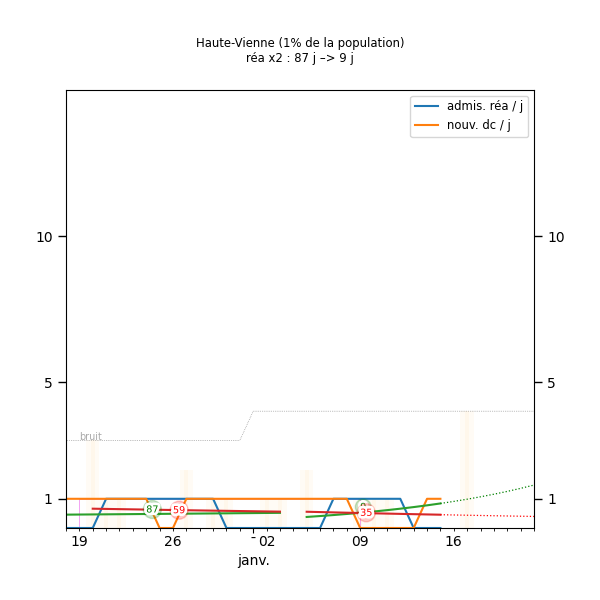 Haute-Vienne (1% de la population)
réa x2 : 87 j –> 9 j
admis. réa / j
nouv. dc / j
10 10
5 5
bruit
1 1
87 -59 -35
19 26 - 02 09 16
janv.